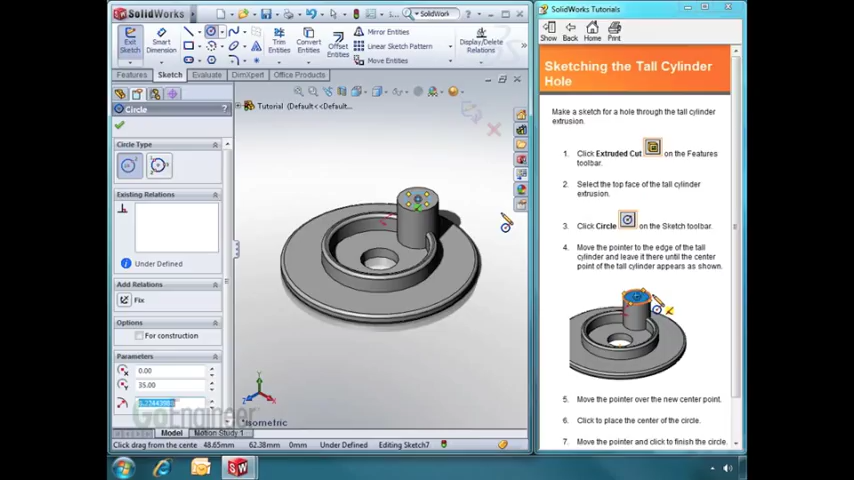 SolidWorks
SolidWork
Exit
Sketch
Smart
Dimension
Trim
Entities
Convert
Entities
Offset
Entities
Mirror Entities
Linear Sketch Pattern
Move Entities
Display/Delete
Relations
Features
Sketch
Evaluate
DimXpert
Office Products
Circle
?
Tutorial (Default<<Default...
Circle Type
Existing Relations
Under Defined
Add Relations
Fix
Options
For construction
Parameters
0.00
35.00
GoEngineer
*Isometric
Y
Z
X
Model
Motion Study 1
Click drag from the cente
48.65mm
62.38mm
0mm
Under Defined
Editing Sketch7
SolidWorks Tutorials
Show
Back
Home
Print
Sketching the Tall Cylinder
Hole
Make a sketch for a hole through the tall cylinder
extrusion.
1. Click Extruded Cut on the Features
toolbar.
2. Select the top face of the tall cylinder
extrusion.
3. Click Circle on the Sketch toolbar.
4. Move the pointer to the edge of the tall
cylinder and leave it there until the center
point of the tall cylinder appears as shown.
5. Move the pointer over the new center point.
6. Click to place the center of the circle.
7. Move the pointer and click to finish the circle.